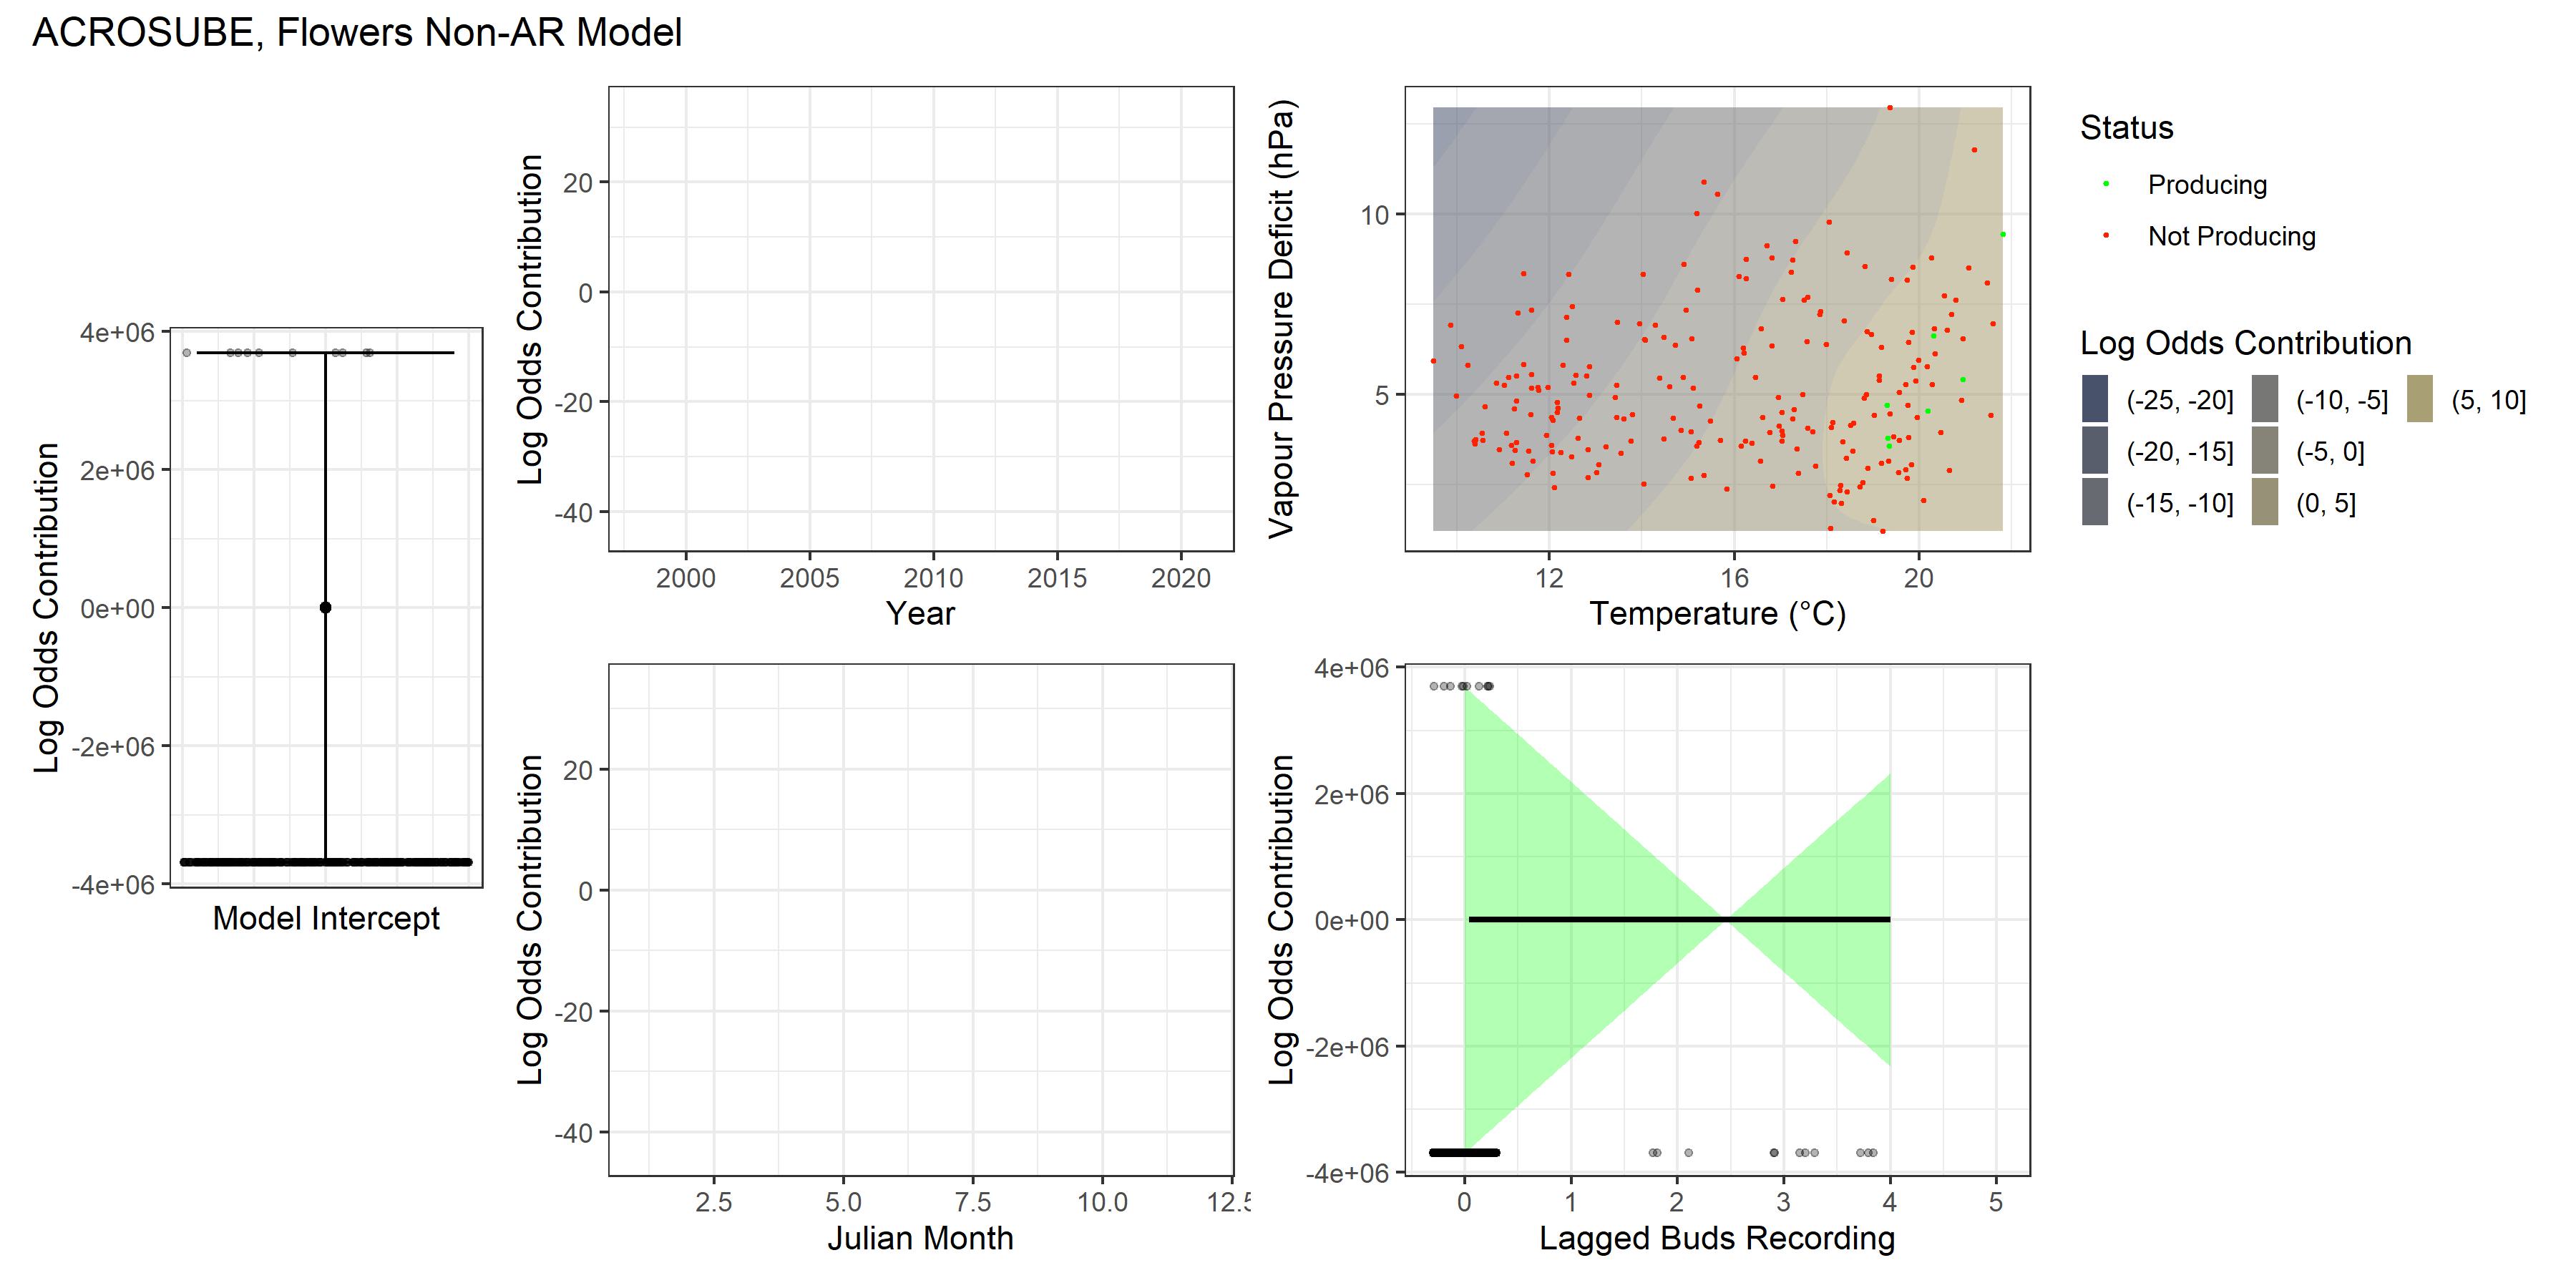 ACROSUBE, Flowers Non-AR Model
Log Odds Contribution
4e+06
2e+06
0e+00
-2e+06
-4e+06
Model Intercept
Log Odds Contribution
20
0
-20
-40
2000 2005 2010 2015 2020
Year
Vapour Pressure Deficit (hPa)
10
5
12 16 20
Temperature (°C)
Status
Producing
Not Producing
Log Odds Contribution
(-25, -20] (-10, -5] (5, 10]
(-20, -15] (-5, 0]
(-15, -10] (0, 5]
Log Odds Contribution
20
0
-20
-40
2.5 5.0 7.5 10.0 12.5
Julian Month
Log Odds Contribution
4e+06
2e+06
0e+00
-2e+06
-4e+06
0 1 2 3 4 5
Lagged Buds Recording